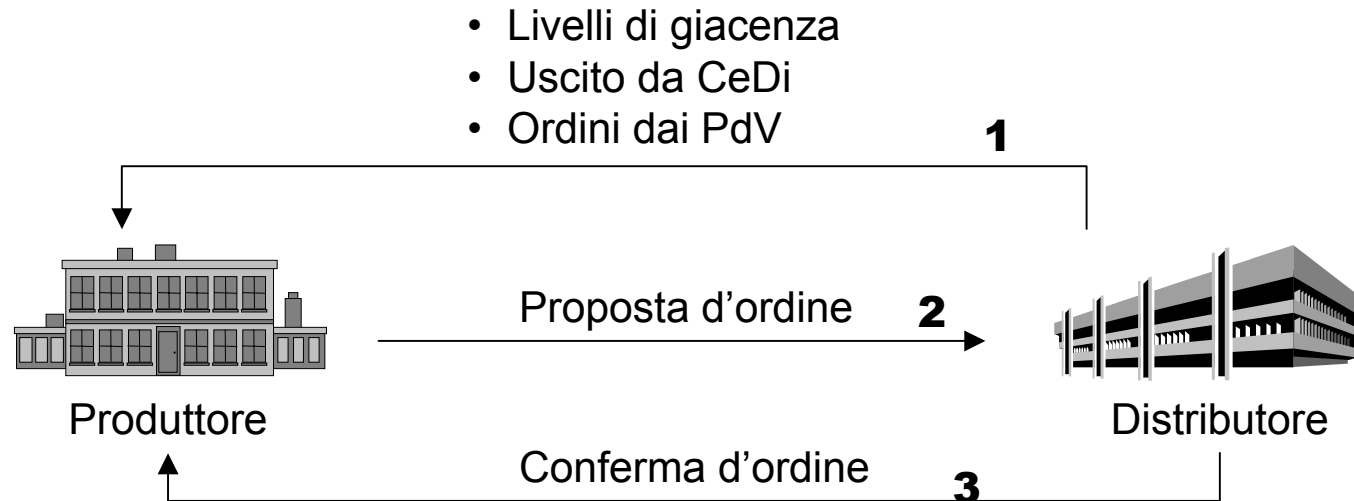 • Livelli di giacenza
• Uscito da CeDi
• Ordini dai PdV
1
Proposta d’ordine 2
Produttore
Distributore
Conferma d’ordine 3